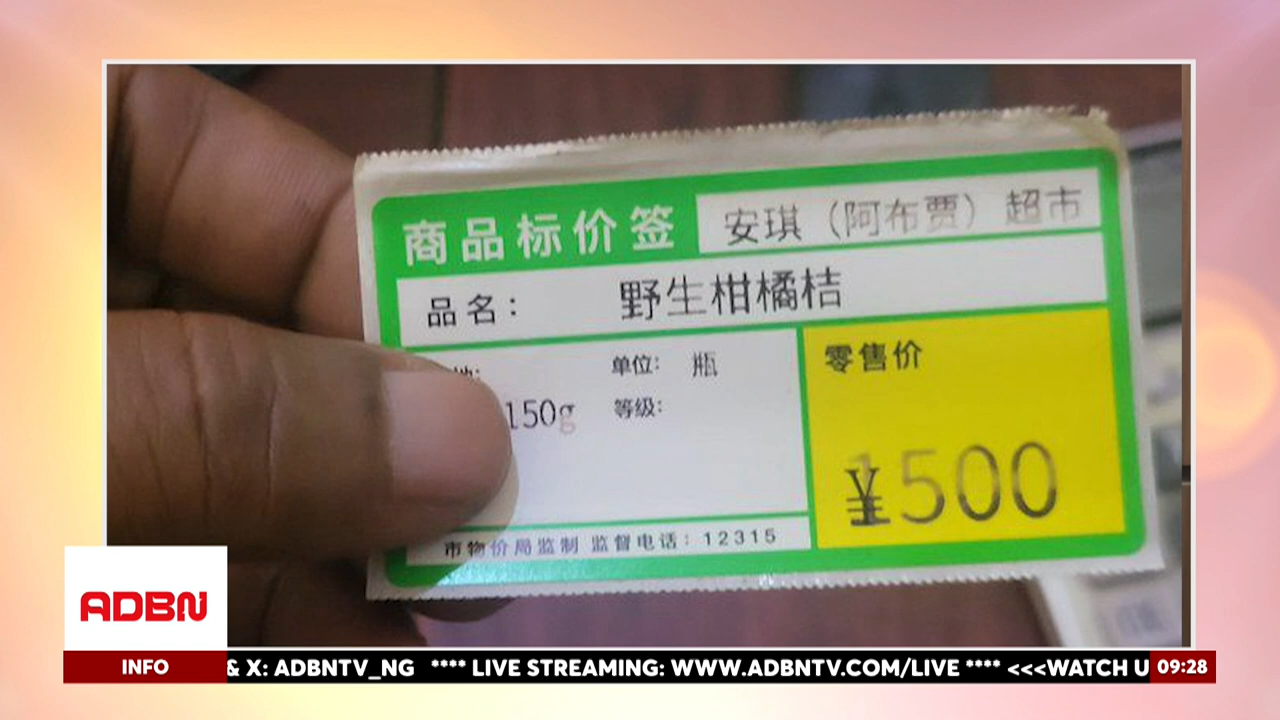 商品标价签
安琪（阿布贾）超市
品名：
野生柑橘桔
地：
单位：
瓶
零售价
150g
等级：
¥1500
市物价局监制 监督电话：12315
ADBN
INFO
& X: ADBNTV_NG **** LIVE STREAMING: WWW.ADBNTV.COM/LIVE **** <<<WATCH U
09:28